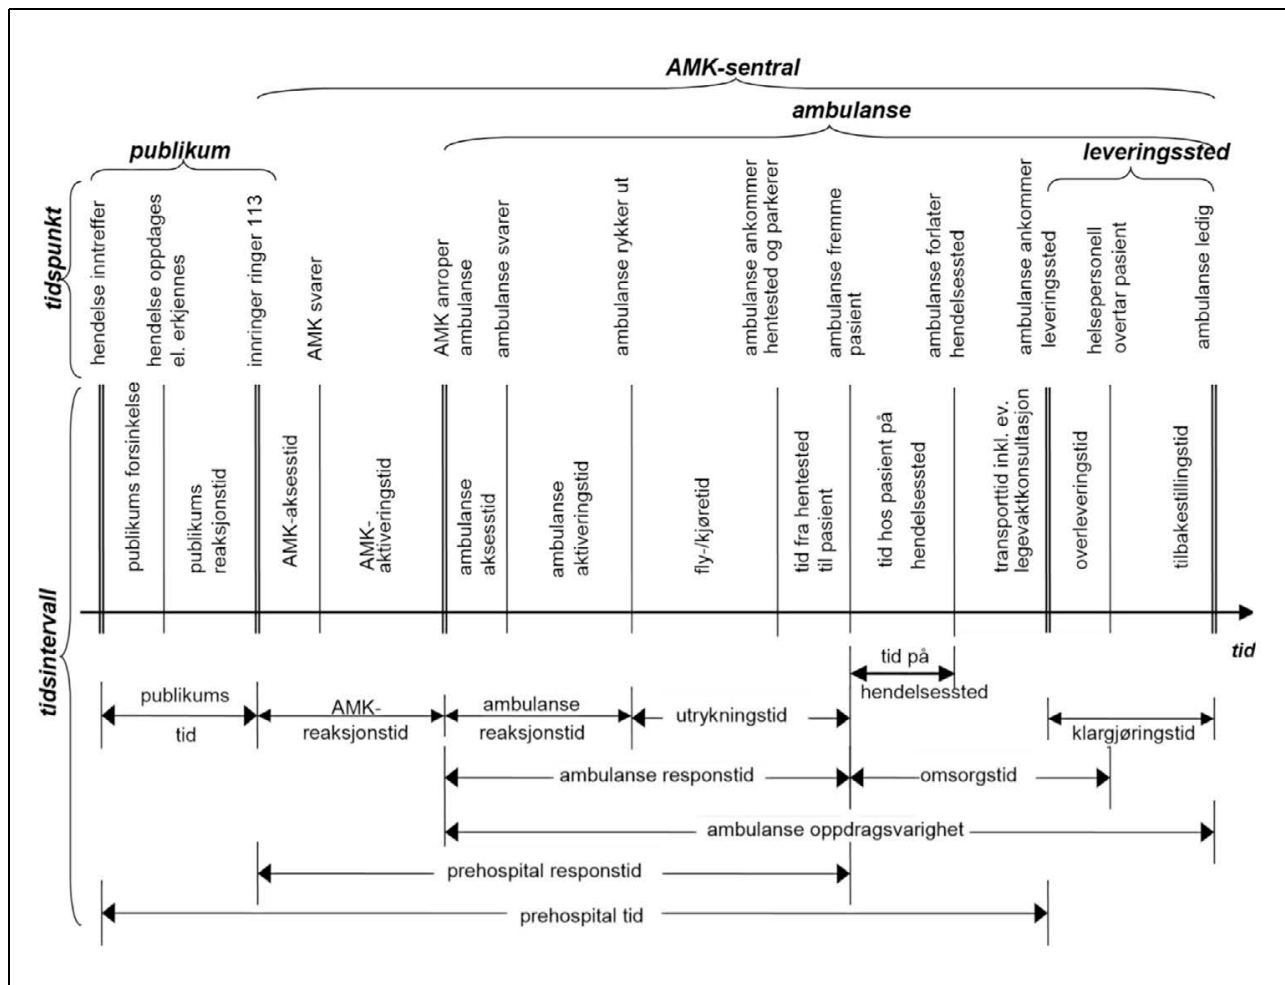 AMK-sentral
ambulanse
publikum
leveringssted
tidspunkt
hendelse inntreffer
hendelse oppdages
el. erkjennes
innringer ringer 113
AMK svarer
AMK anroper
ambulanse
ambulanse svarer
ambulanse rykker ut
ambulanse ankommer
hentested og parkerer
ambulanse fremme
pasient
ambulanse forlater
hendelsessted
ambulanse ankommer
leveringssted
helsepersonell
overtar pasient
ambulanse ledig
tidsintervall
publikums forsinkelse
publikums
reaksjonstid
AMK-aksesstid
AMK-
aktiveringstid
ambulanse
aksesstid
ambulanse
aktiveringstid
fly-/kjøretid
tid fra hentested
til pasient
tid hos pasient på
hendelsessted
transporttid inkl. ev.
legevaktkonsultasjon
overleveringstid
tilbakestillingstid
tid
tid på
hendelsessted
publikums
tid
AMK-
reaksjonstid
ambulanse
reaksjonstid
utrykningstid
klargjøringstid
ambulanse responstid
omsorgstid
ambulanse oppdragsvarighet
prehospital responstid
prehospital tid